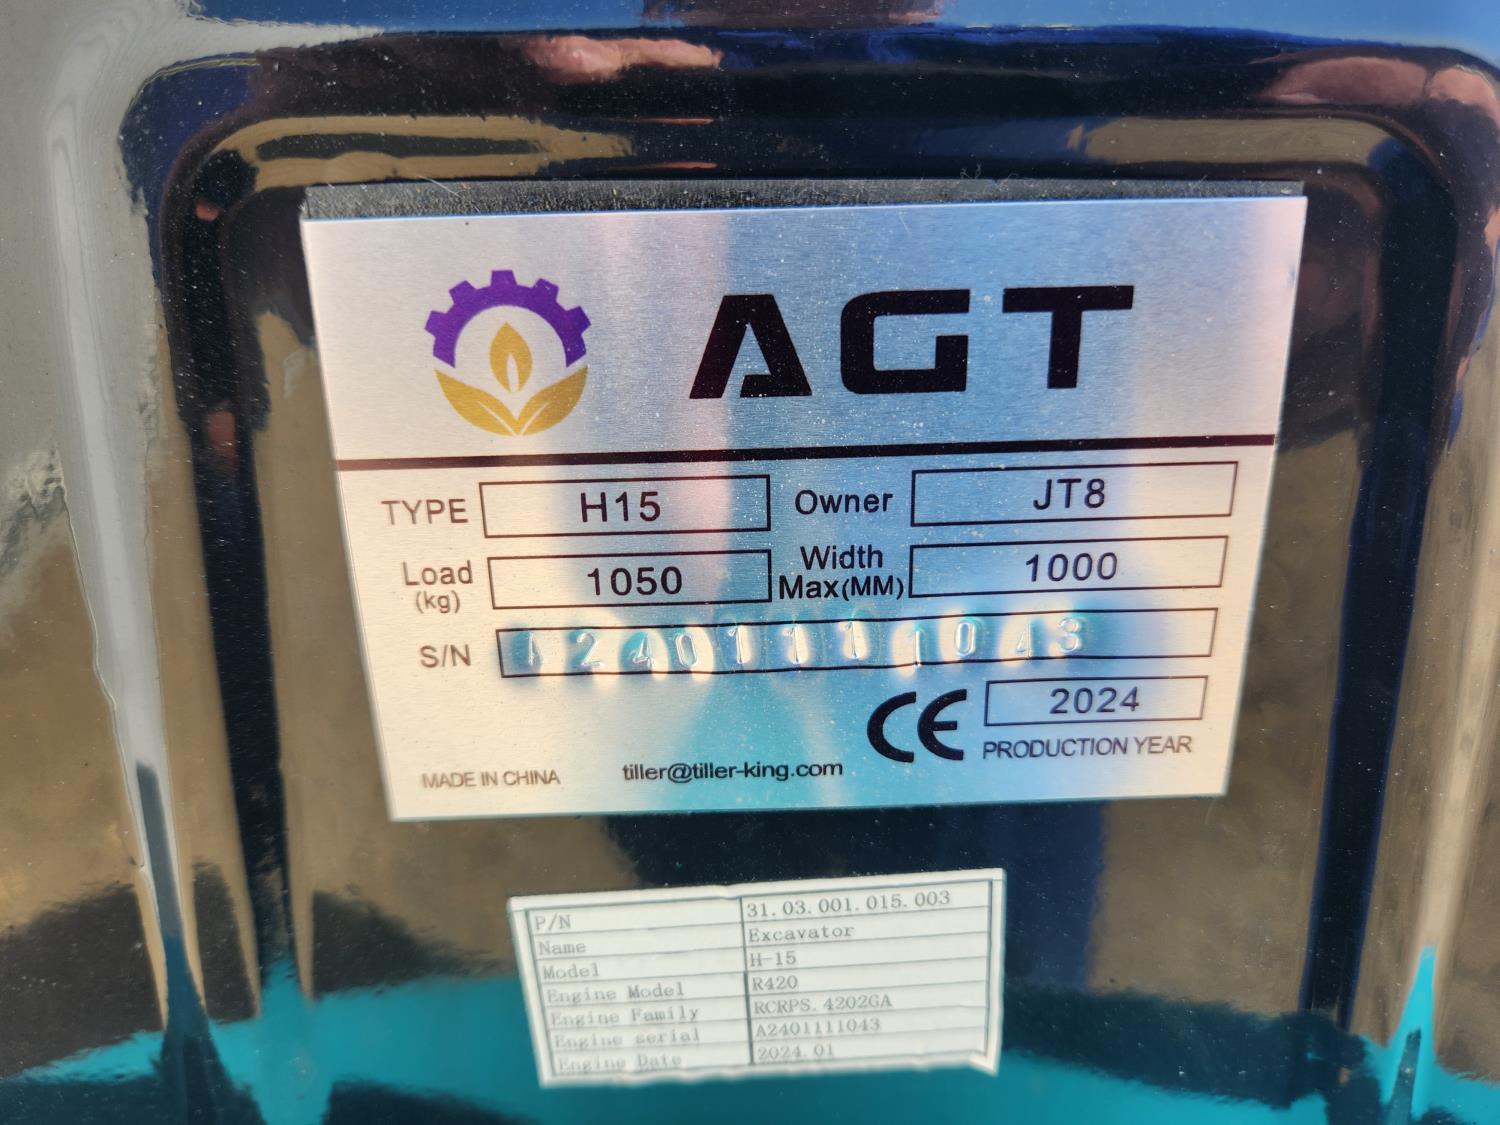 AGT
TYPE H15 Owner JT8
Load (kg) 1050 Width Max(MM) 1000
S/N A2401111043
CE 2024
PRODUCTION YEAR
MADE IN CHINA tiller@tiller-king.com
P/N 31.03.001.015.003
Name Excavator
Model H-15
Engine Model R420
Engine Family RCRPS.4202GA
Engine serial A2401111043
Engine Date 2024.01